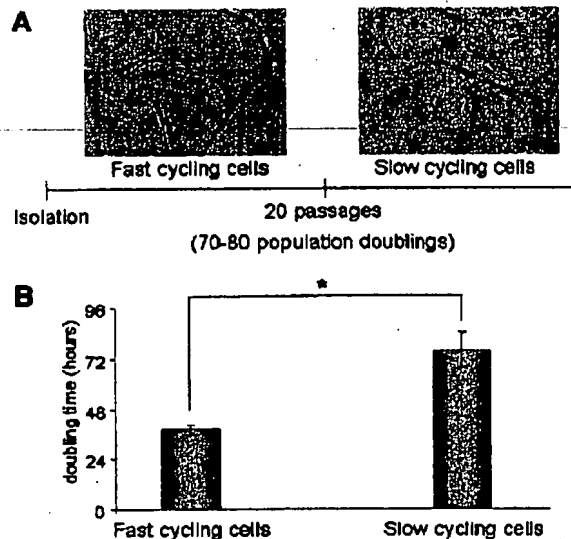 A
Fast cycling cells
Slow cycling cells
Isolation
20 passages
(70-80 population doublings)
B
*
doubling time (hours)
96
72
48
24
0
Fast cycling cells
Slow cycling cells